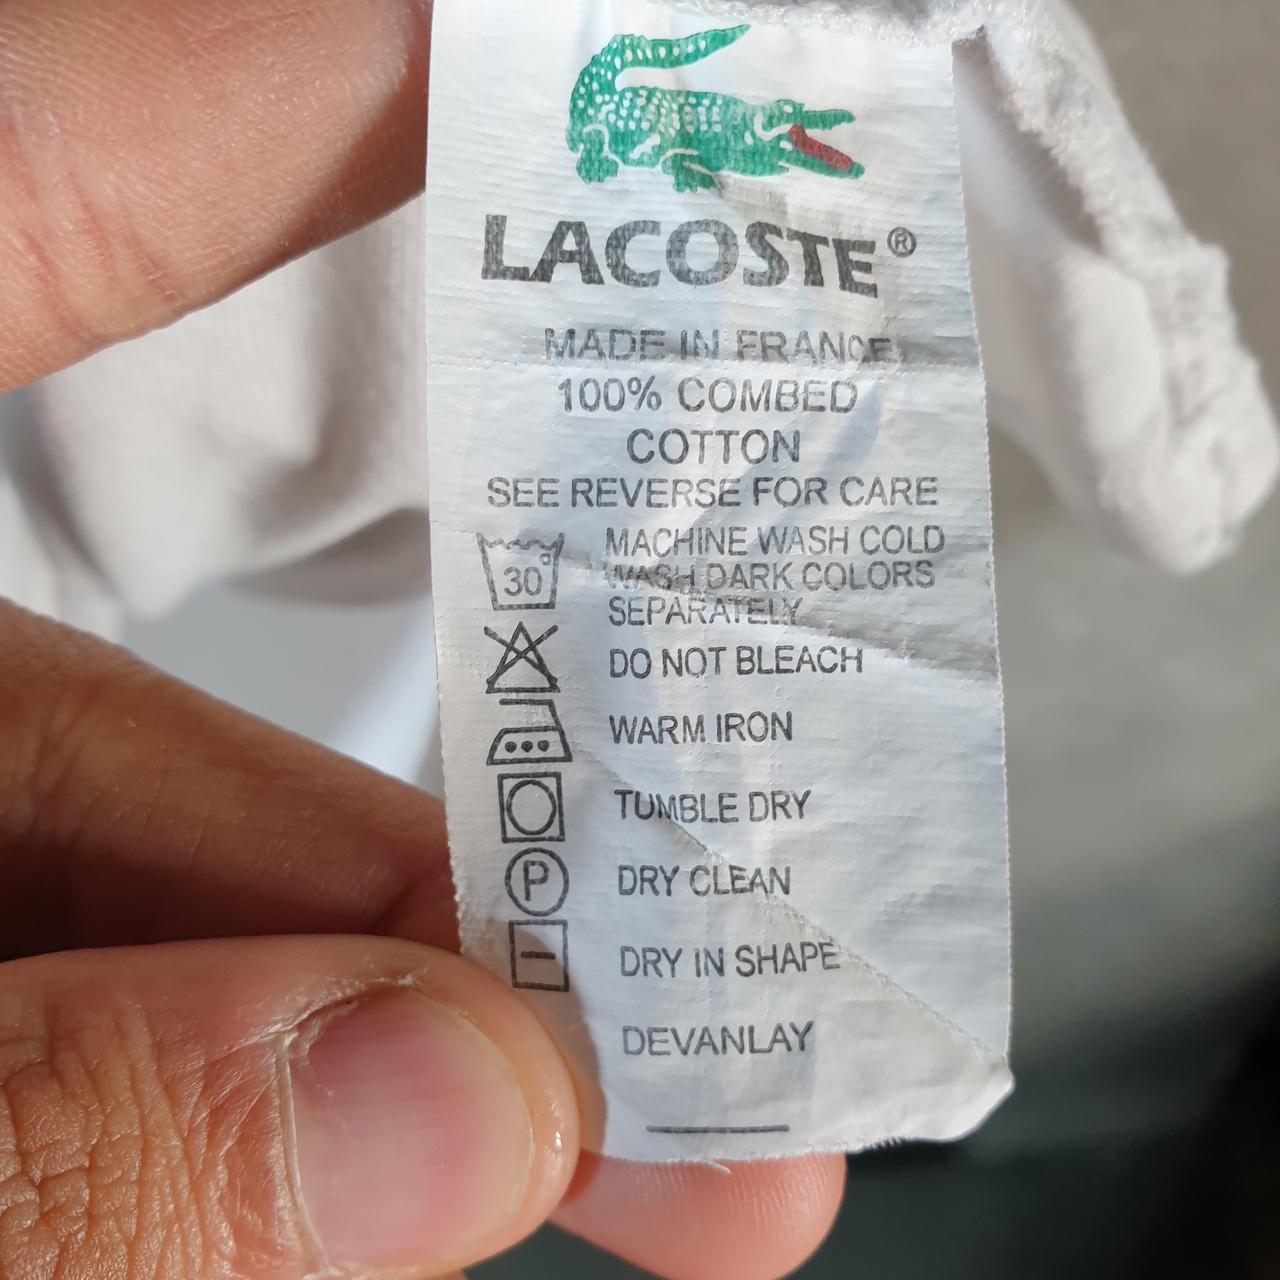 LACOSTE®
MADE IN FRANCE
100% COMBED
COTTON
SEE REVERSE FOR CARE
30° MACHINE WASH COLD
WASH DARK COLORS
SEPARATELY
DO NOT BLEACH
WARM IRON
TUMBLE DRY
P DRY CLEAN
DRY IN SHAPE
DEVANLAY